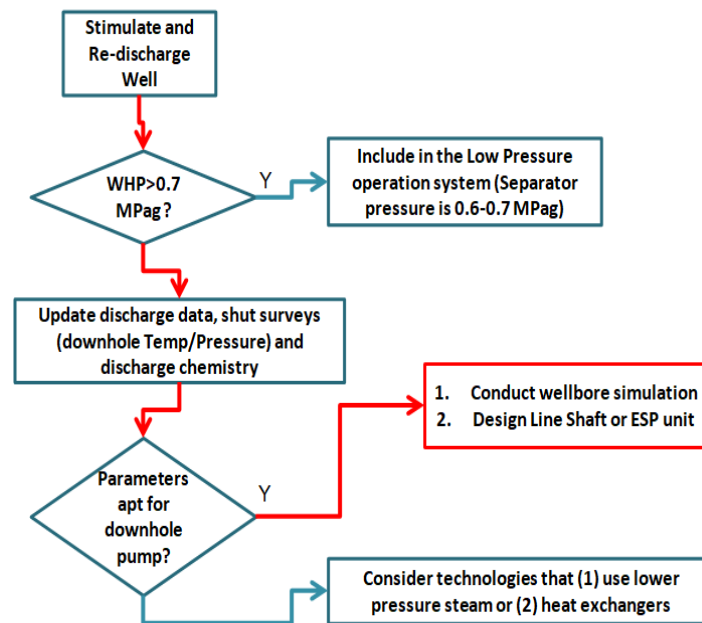 Stimulate and
Re-discharge
Well
WHP>0.7
MPag?
Y
Include in the Low Pressure
operation system (Separator
pressure is 0.6-0.7 MPag)
Update discharge data, shut surveys
(downhole Temp/Pressure) and
discharge chemistry
1. Conduct wellbore simulation
2. Design Line Shaft or ESP unit
Parameters
apt for
downhole
pump?
Y
Consider technologies that (1) use lower
pressure steam or (2) heat exchangers